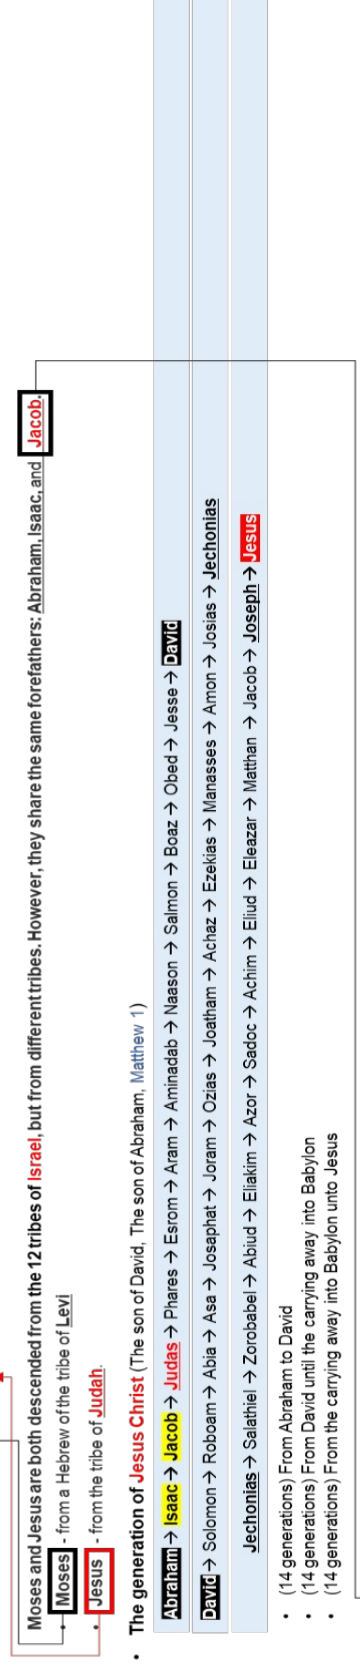 Moses and Jesus are both descended from the 12 tribes of Israel, but from different tribes. However, they share the same forefathers: Abraham, Isaac, and Jacob.
• Moses - from a Hebrew of the tribe of Levi
• Jesus - from the tribe of Judah.
• The generation of Jesus Christ (The son of David, The son of Abraham, Matthew 1)
Abraham → Isaac → Jacob → Judas → Phares → Esrom → Aram → Aminadab → Naason → Salmon → Boaz → Obed → Jesse → David
David → Solomon → Roboam → Abia → Asa → Josaphat → Joram → Ozias → Joatham → Achaz → Ezekias → Manasses → Amon → Josias → Jechonias
Jechonias → Salathiel → Zorobabel → Abiud → Eliakim → Azor → Sadoc → Achim → Eliud → Eleazar → Matthan → Jacob → Joseph → Jesus
• (14 generations) From Abraham to David
• (14 generations) From David until the carrying away into Babylon
• (14 generations) From the carrying away into Babylon unto Jesus